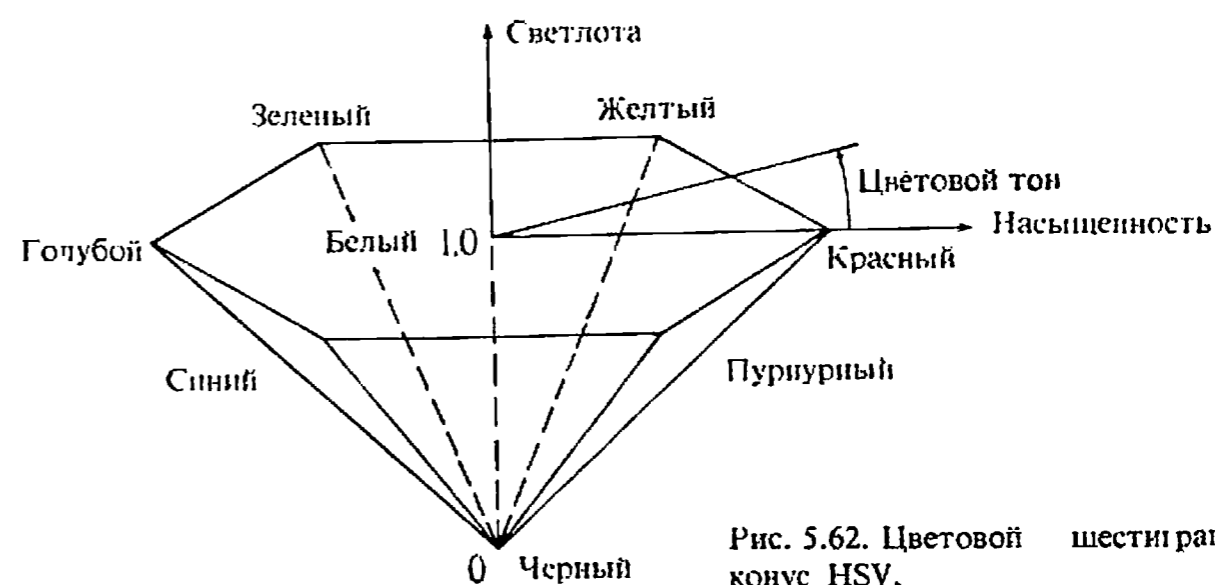 Светлота
Зеленый
Желтый
Цветовой тон
Насыщенность
Голубой
Белый 1,0
Красный
Синий
Пурпурный
0 Черный
Рис. 5.62. Цветовой шестигран
конус HSV.